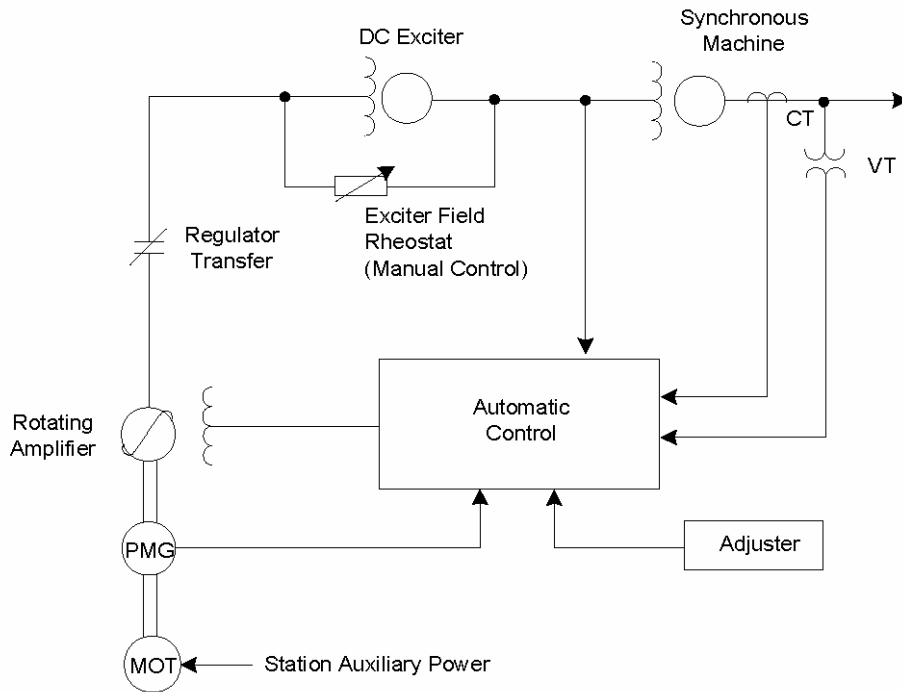 DC Exciter
Synchronous
Machine
CT
VT
Exciter Field
Rheostat
(Manual Control)
Regulator
Transfer
Rotating
Amplifier
Automatic
Control
PMG
Adjuster
MOT
Station Auxiliary Power